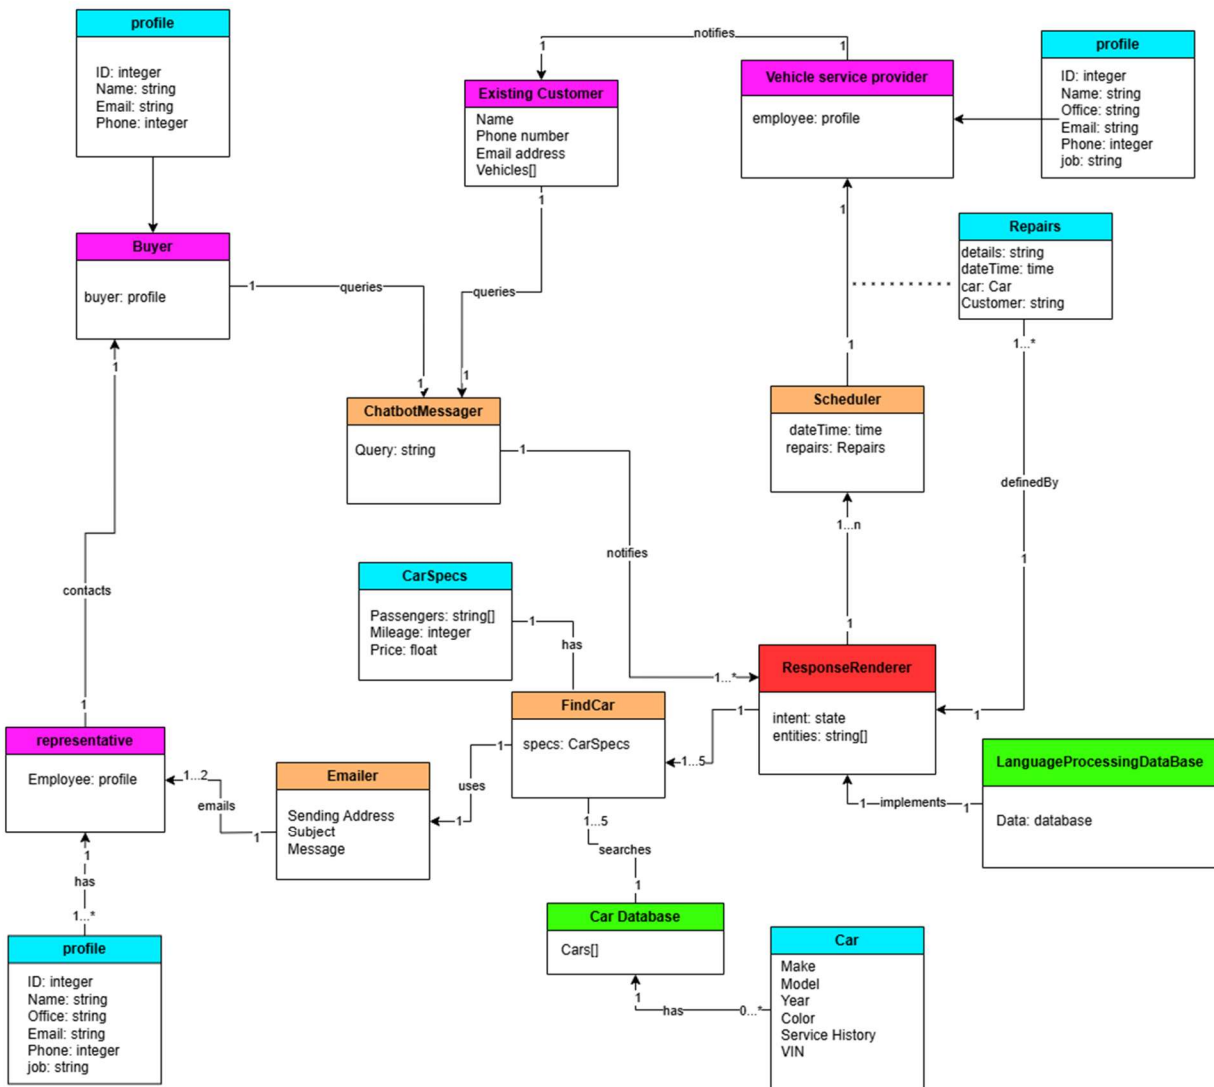 profile
ID: integer
Name: string
Email: string
Phone: integer
notifies
1
1
Existing Customer
Name
Phone number
Email address
Vehicles[]
1
Vehicle service provider
employee: profile
1
profile
ID: integer
Name: string
Office: string
Email: string
Phone: integer
job: string
Buyer
buyer: profile
1
queries
1
queries
1
1
Repairs
details: string
dateTime: time
car: Car
Customer: string
1...*
1
Scheduler
dateTime: time
repairs: Repairs
1...n
1
definedBy
1
1
ChatbotMessager
Query: string
1
notifies
1...*
contacts
1
CarSpecs
Passengers: string[]
Mileage: integer
Price: float
1
has
ResponseRenderer
intent: state
entities: string[]
1
1...5
FindCar
specs: CarSpecs
1
uses
1
1...5
searches
1
representative
Employee: profile
1...2
emails
1
Emailer
Sending Address
Subject
Message
1
implements
1
LanguageProcessingDataBase
Data: database
1
has
1...*
profile
ID: integer
Name: string
Office: string
Email: string
Phone: integer
job: string
Car Database
Cars[]
1
has
0...*
Car
Make
Model
Year
Color
Service History
VIN